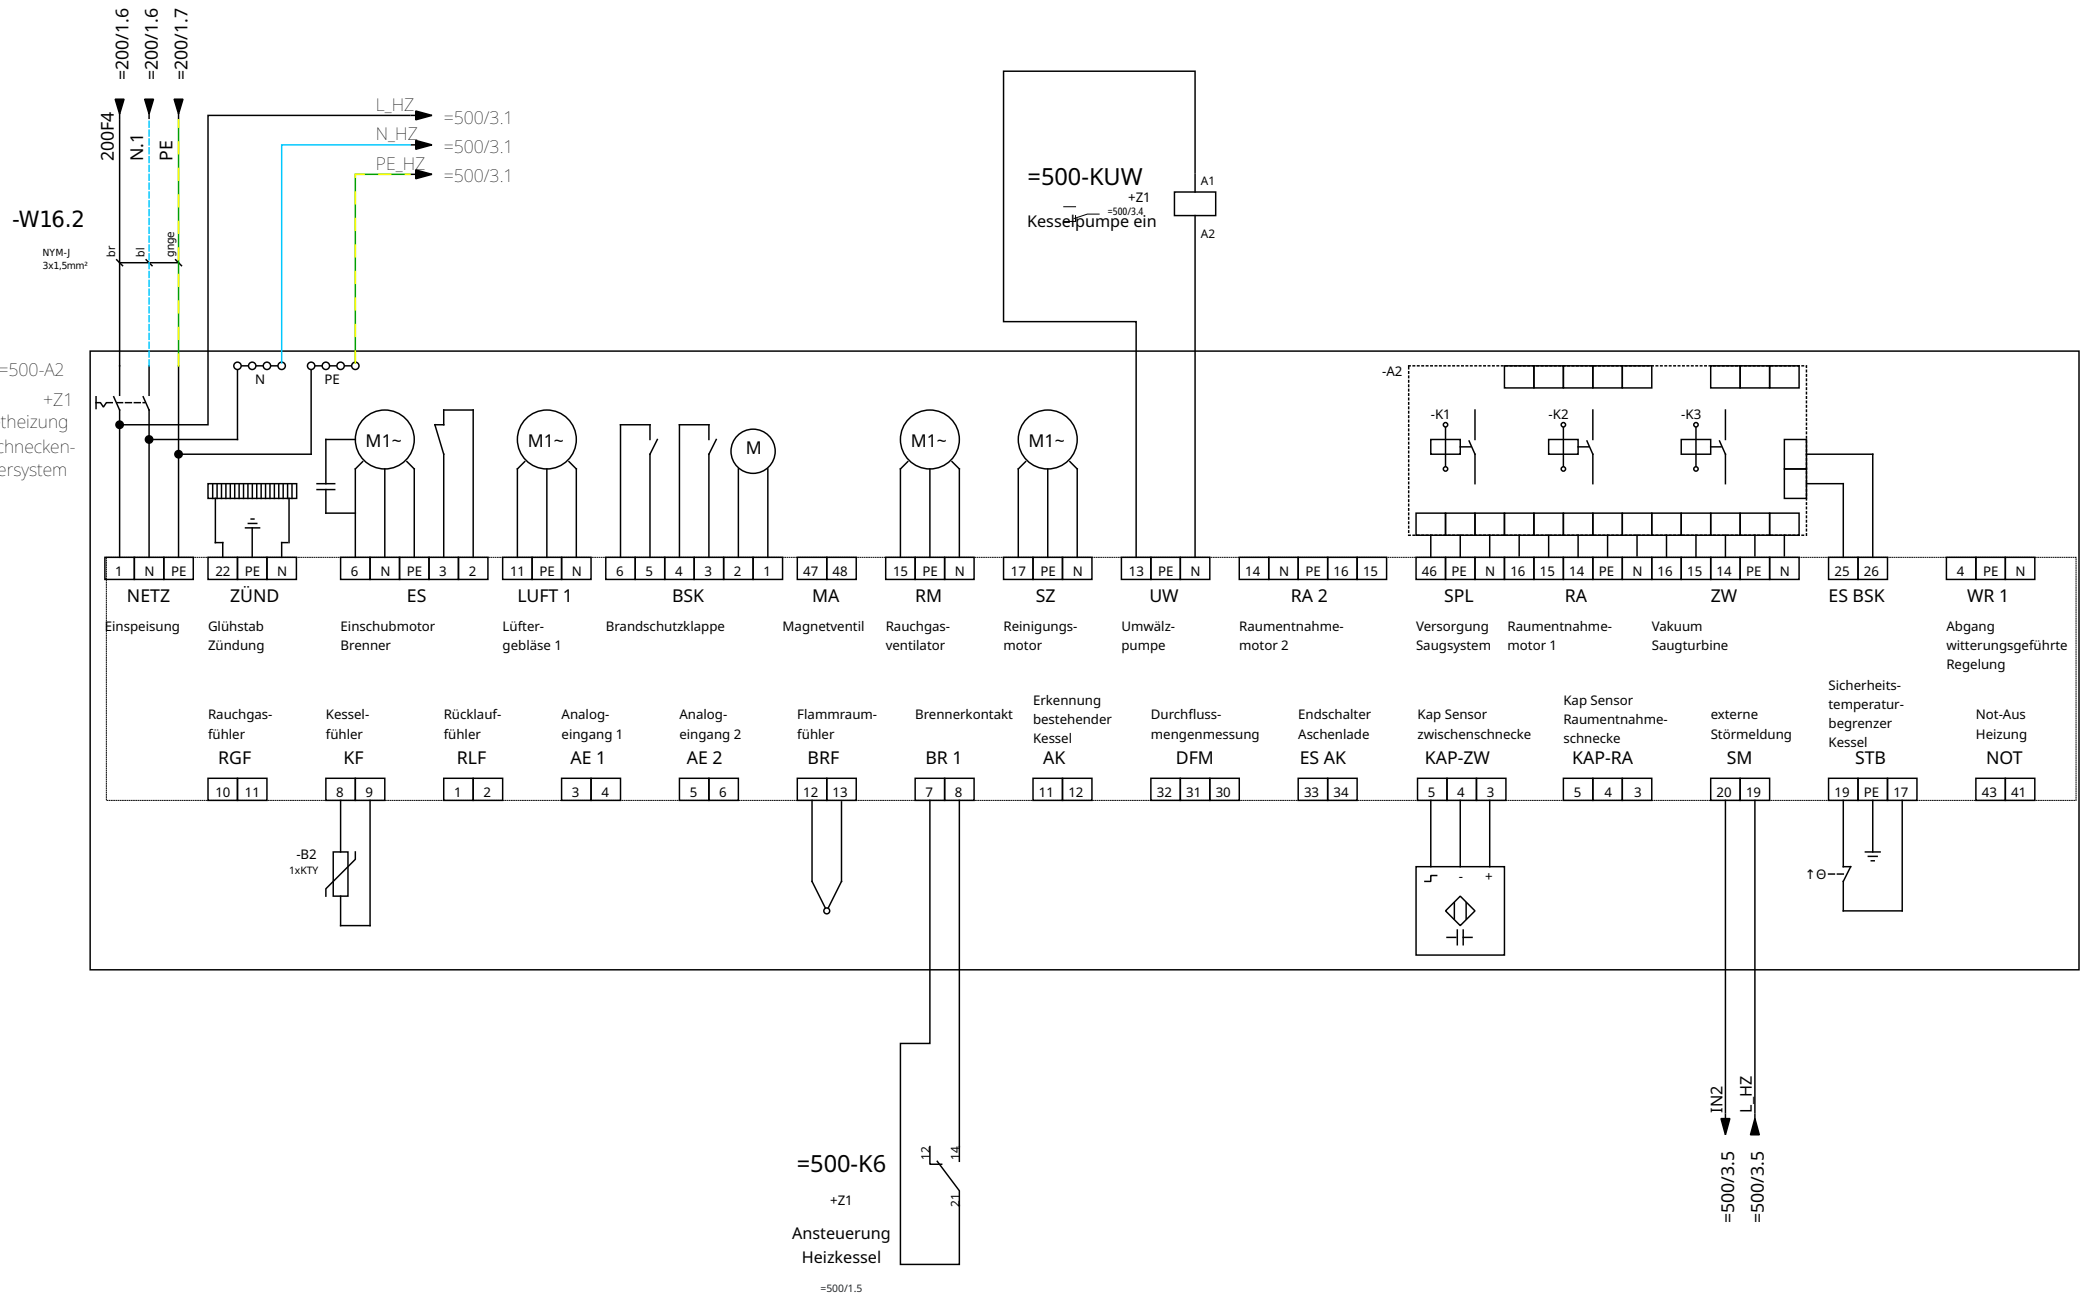 =200/1.6
=200/1.6
=200/1.7
200F4
N.1
PE
L_HZ
=500/3.1
N_HZ
=500/3.1
PE_HZ
=500/3.1
-W16.2
NYM-J
3x1,5mm²
br
bl
gnge
=500-KUW
+Z1
=500/3.4
Kesselpumpe ein
A1
A2
=500-A2
+Z1
theizung
chnecken-
ersystem
N
PE
M1~
M1~
M
M1~
M1~
-A2
-K1
-K2
-K3
1 N PE
22 PE N
6 N PE 3 2
11 PE N
6 5 4 3 2 1
47 48
15 PE N
17 PE N
13 PE N
14 N PE 16 15
46 PE N 16 15 14 PE N 16 15 14 PE N
25 26
4 PE N
NETZ
ZÜND
ES
LUFT 1
BSK
MA
RM
SZ
UW
RA 2
SPL
RA
ZW
ES BSK
WR 1
Einspeisung
Glühstab
Zündung
Einschubmotor
Brenner
Lüfter-
gebläse 1
Brandschutzklappe
Magnetventil
Rauchgas-
ventilator
Reinigungs-
motor
Umwälz-
pumpe
Raumentnahme-
motor 2
Versorgung
Saugsystem
Raumentnahme-
motor 1
Vakuum
Saugturbine
Abgang
witterungsgeführte
Regelung
Rauchgas-
fühler
RGF
Kessel-
fühler
KF
Rücklauf-
fühler
RLF
Analog-
eingang 1
AE 1
Analog-
eingang 2
AE 2
Flammraum-
fühler
BRF
Brennerkontakt
BR 1
Erkennung
bestehender
Kessel
AK
Durchfluss-
mengenmessung
DFM
Endschalter
Aschenlade
ES AK
Kap Sensor
zwischenschnecke
KAP-ZW
Kap Sensor
Raumentnahme-
schnecke
KAP-RA
externe
Störmeldung
SM
Sicherheits-
temperatur-
begrenzer
Kessel
STB
Not-Aus
Heizung
NOT
10 11
8 9
1 2
3 4
5 6
12 13
7 8
11 12
32 31 30
33 34
5 4 3
5 4 3
20 19
19 PE 17
43 41
-B2
1xKTY
- +
↑Θ
IN2
L_HZ
=500/3.5
=500/3.5
12
14
21
=500-K6
+Z1
Ansteuerung
Heizkessel
=500/1.5